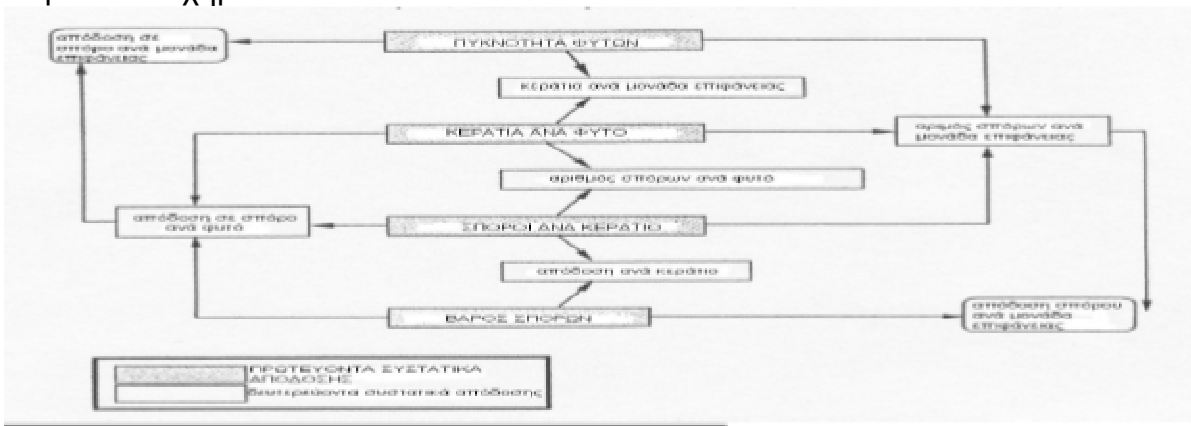 απόδοση σε
σπόρο ανά μονάδα
επιφάνειας
ΠΥΚΝΟΤΗΤΑ ΦΥΤΩΝ
κεράτια ανά μονάδα επιφάνειας
ΚΕΡΑΤΙΑ ΑΝΑ ΦΥΤΟ
αριθμός σπόρων ανά
μονάδα επιφάνειας
αριθμός σπόρων ανά φυτό
απόδοση σε σπόρο
ανά φυτό
ΣΠΟΡΟΙ ΑΝΑ ΚΕΡΑΤΙΟ
απόδοση ανά κεράτιο
ΒΑΡΟΣ ΣΠΟΡΩΝ
απόδοση σπόρου
ανά μονάδα
επιφάνειας
ΠΡΩΤΕΥΟΝΤΑ ΣΥΣΤΑΤΙΚΑ
ΑΠΟΔΟΣΗΣ
δευτερεύοντα συστατικά απόδοσης